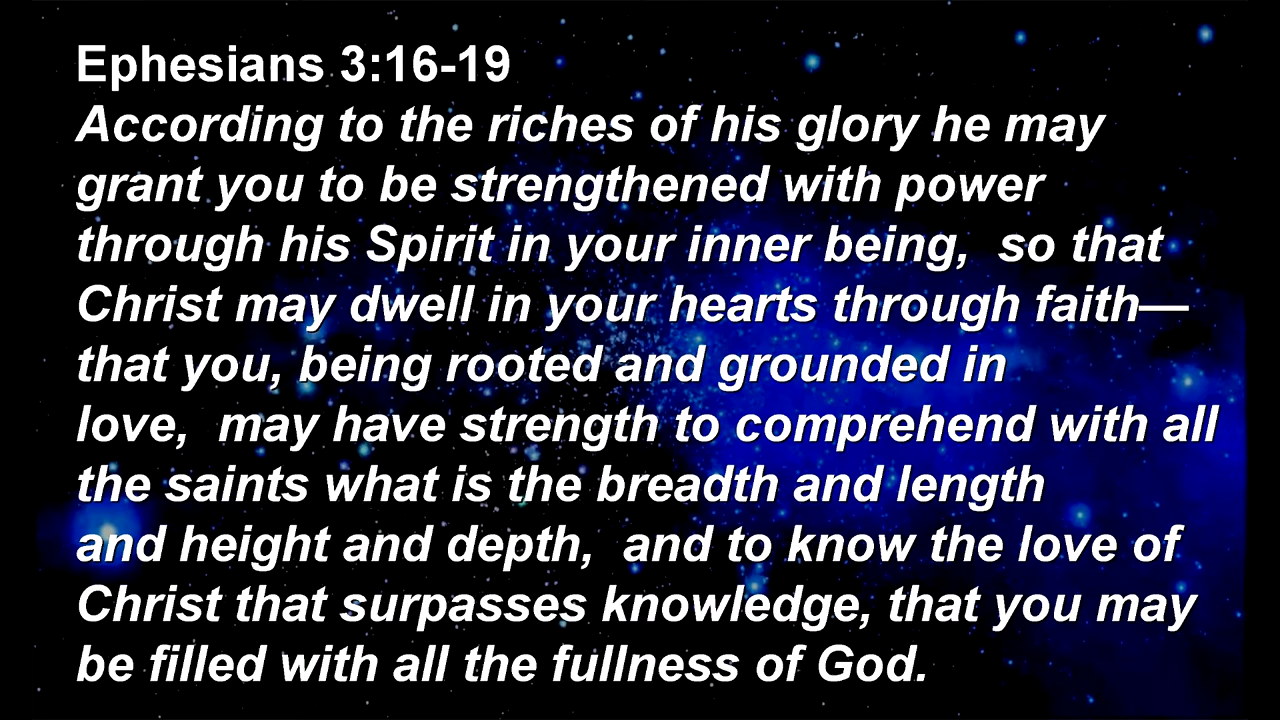 Ephesians 3:16-19
According to the riches of his glory he may
grant you to be strengthened with power
through his Spirit in your inner being,  so that
Christ may dwell in your hearts through faith—
that you, being rooted and grounded in
love,  may have strength to comprehend with all
the saints what is the breadth and length
and height and depth,  and to know the love of
Christ that surpasses knowledge, that you may
be filled with all the fullness of God.